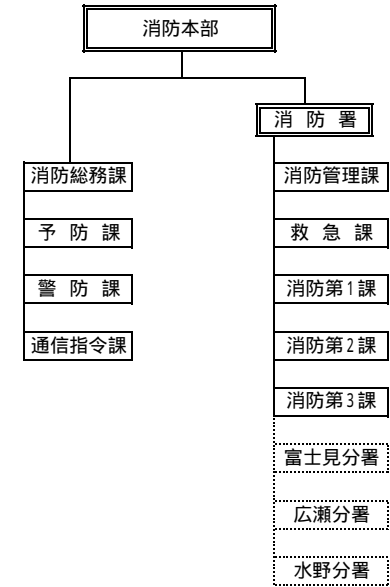 消防本部
消 防 署
消防総務課
予 防 課
警 防 課
通信指令課
消防管理課
救 急 課
消防第1課
消防第2課
消防第3課
富士見分署
広瀬分署
水野分署